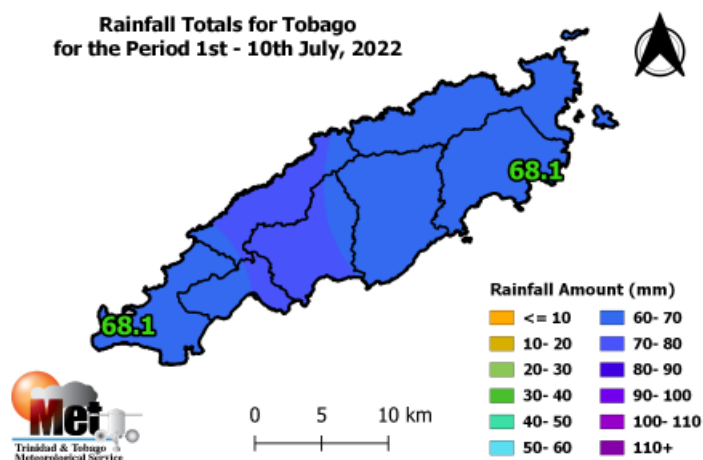 Rainfall Totals for Tobago
for the Period 1st - 10th July, 2022
68.1
68.1
Rainfall Amount (mm)
<= 10
60- 70
10- 20
70- 80
20- 30
80- 90
30- 40
90- 100
40- 50
100- 110
50- 60
110+
0 5 10 km
Met
Trinidad & Tobago
Meteorological Service